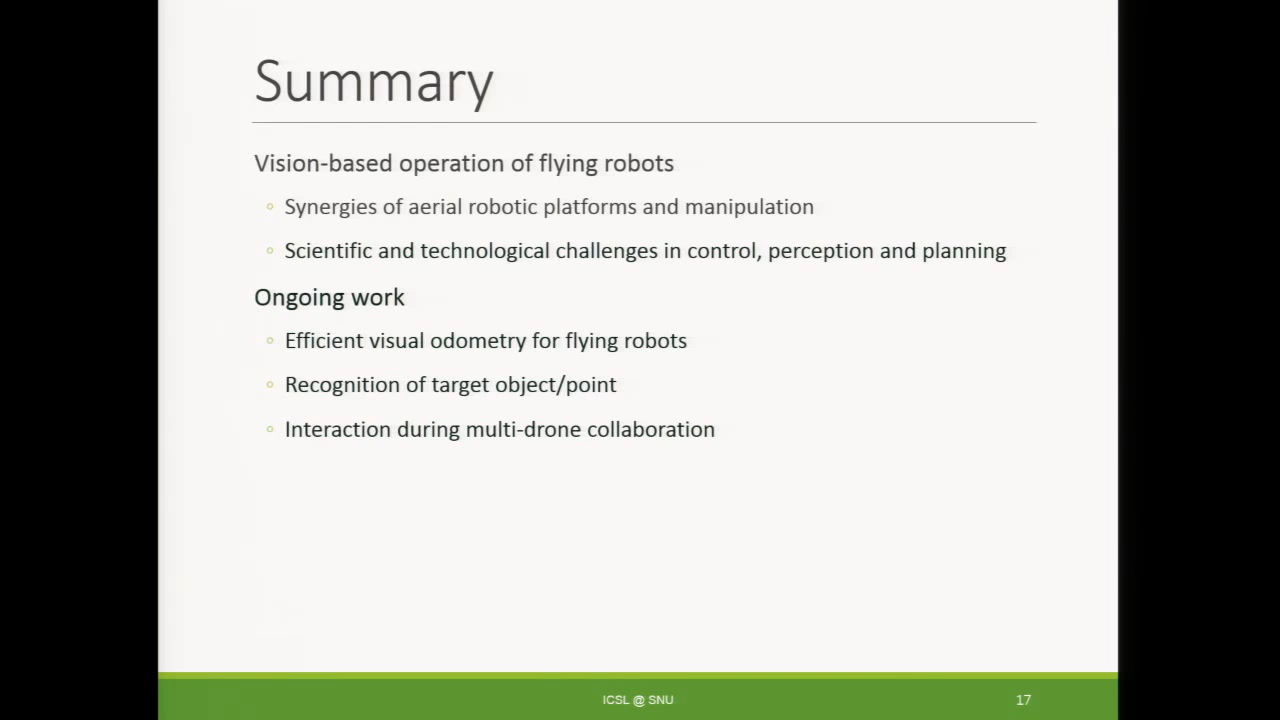 Summary
Vision-based operation of flying robots
◦ Synergies of aerial robotic platforms and manipulation
◦ Scientific and technological challenges in control, perception and planning
Ongoing work
◦ Efficient visual odometry for flying robots
◦ Recognition of target object/point
◦ Interaction during multi-drone collaboration
ICSL @ SNU
17